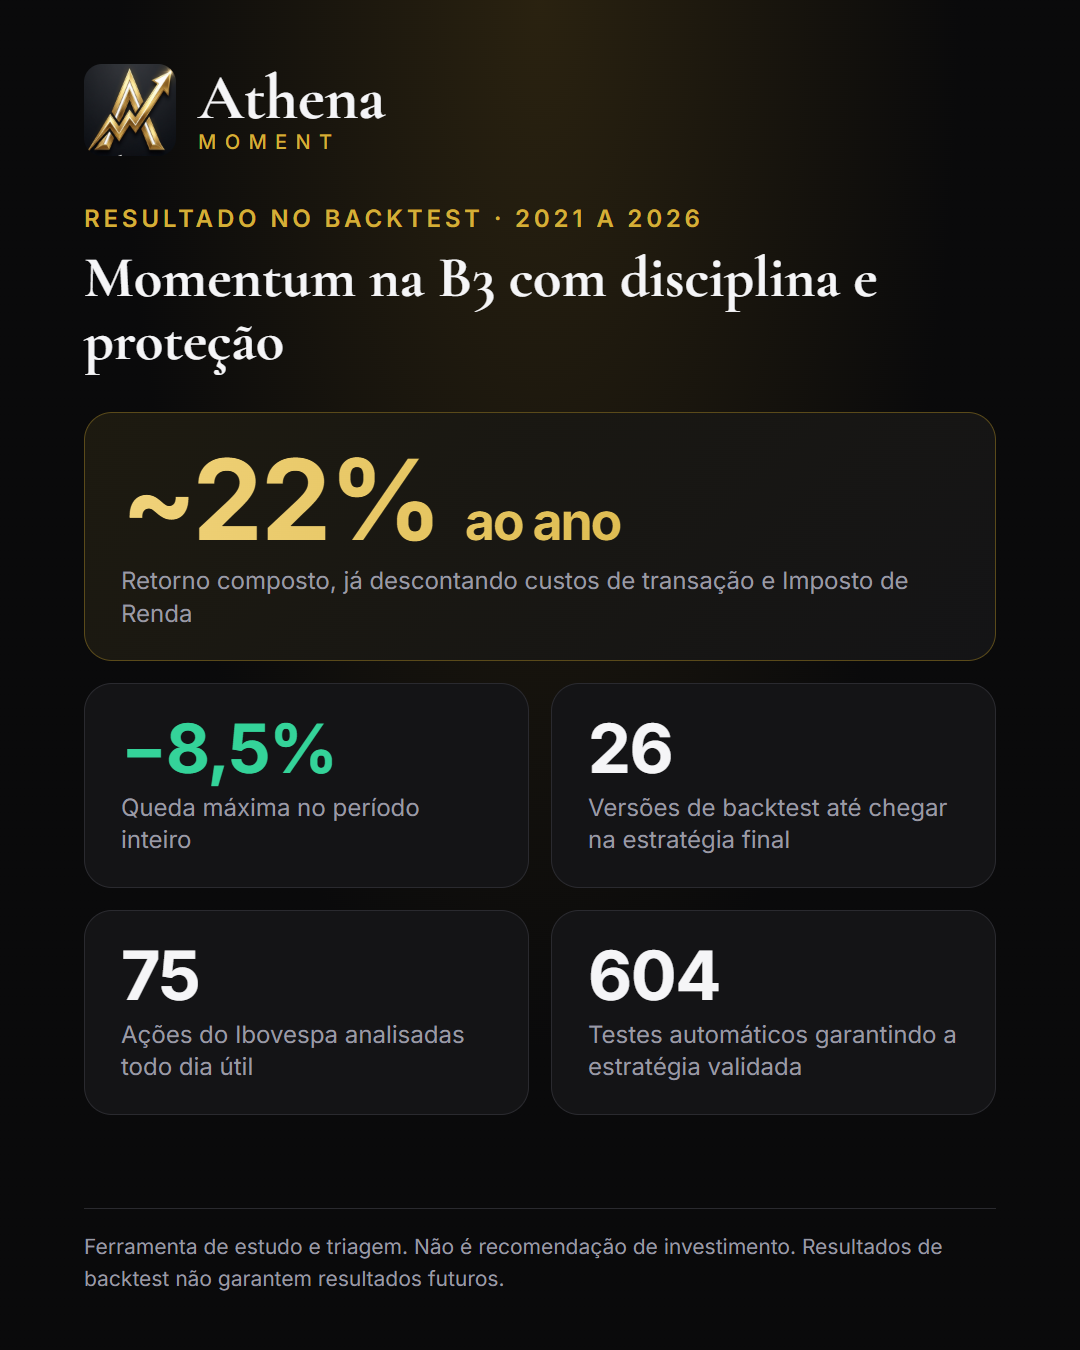 Athena
MOMENT
RESULTADO NO BACKTEST · 2021 A 2026
Momentum na B3 com disciplina e
proteção
~22% ao ano
Retorno composto, já descontando custos de transação e Imposto de
Renda
−8,5%
Queda máxima no período
inteiro
26
Versões de backtest até chegar
na estratégia final
75
Ações do Ibovespa analisadas
todo dia útil
604
Testes automáticos garantindo a
estratégia validada
Ferramenta de estudo e triagem. Não é recomendação de investimento. Resultados de
backtest não garantem resultados futuros.